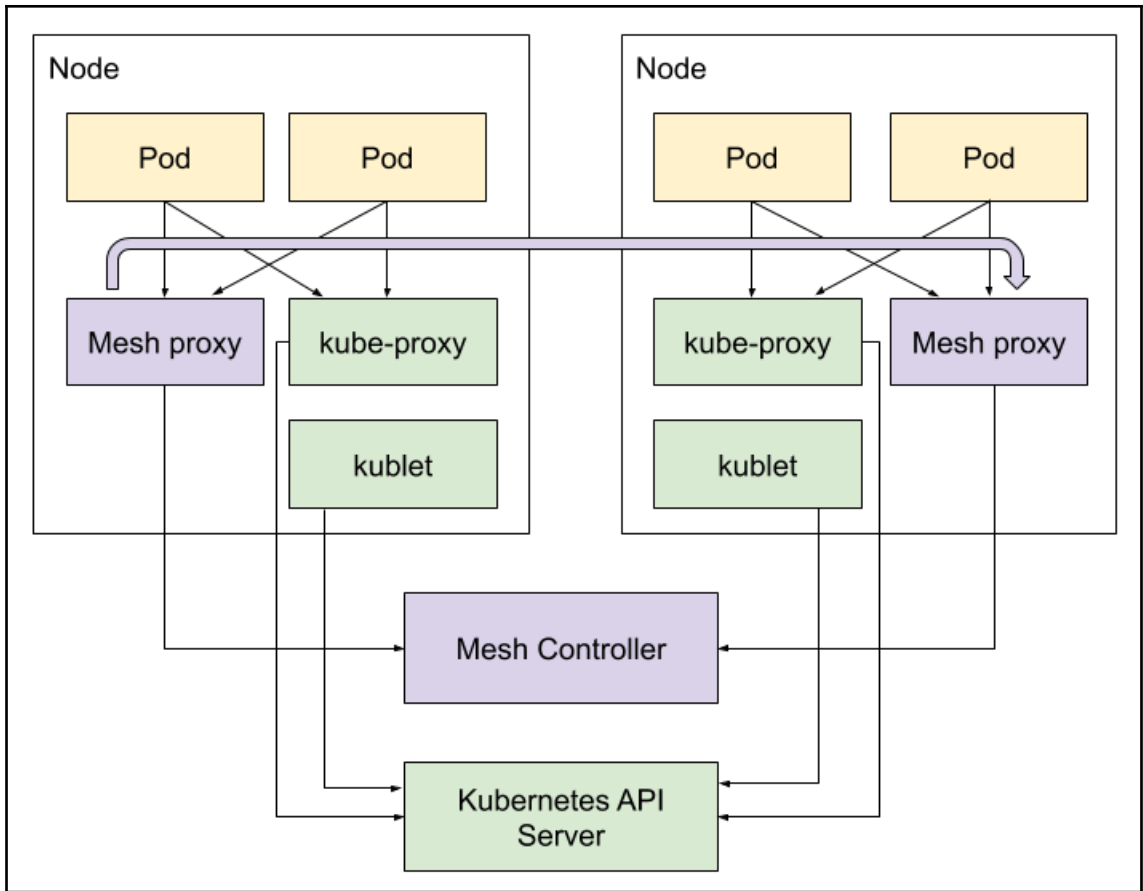 Node
Pod
Pod
Mesh proxy
kube-proxy
kublet
Node
Pod
Pod
kube-proxy
Mesh proxy
kublet
Mesh Controller
Kubernetes API
Server